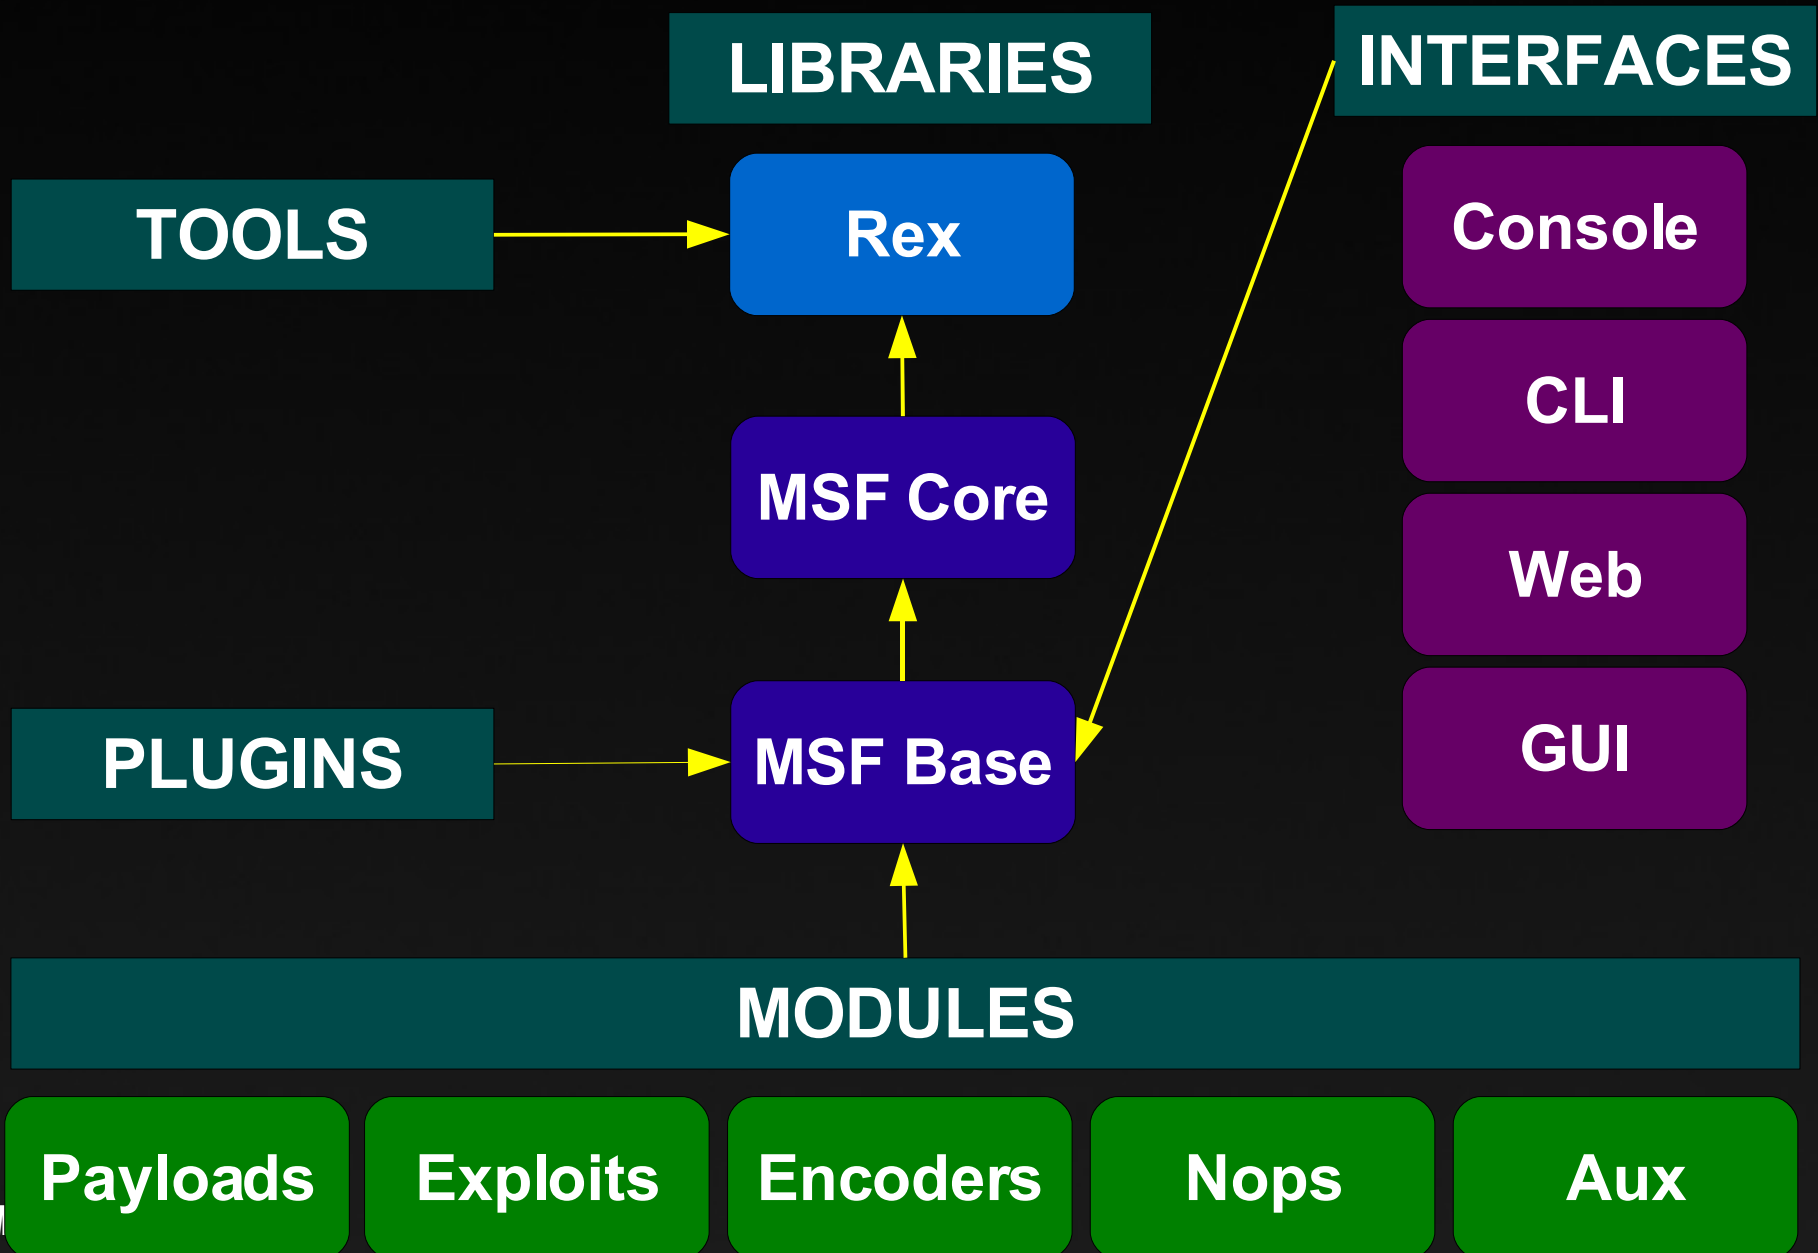 LIBRARIES
INTERFACES
TOOLS
Rex
Console
CLI
MSF Core
Web
PLUGINS
MSF Base
GUI
MODULES
Payloads
Exploits
Encoders
Nops
Aux